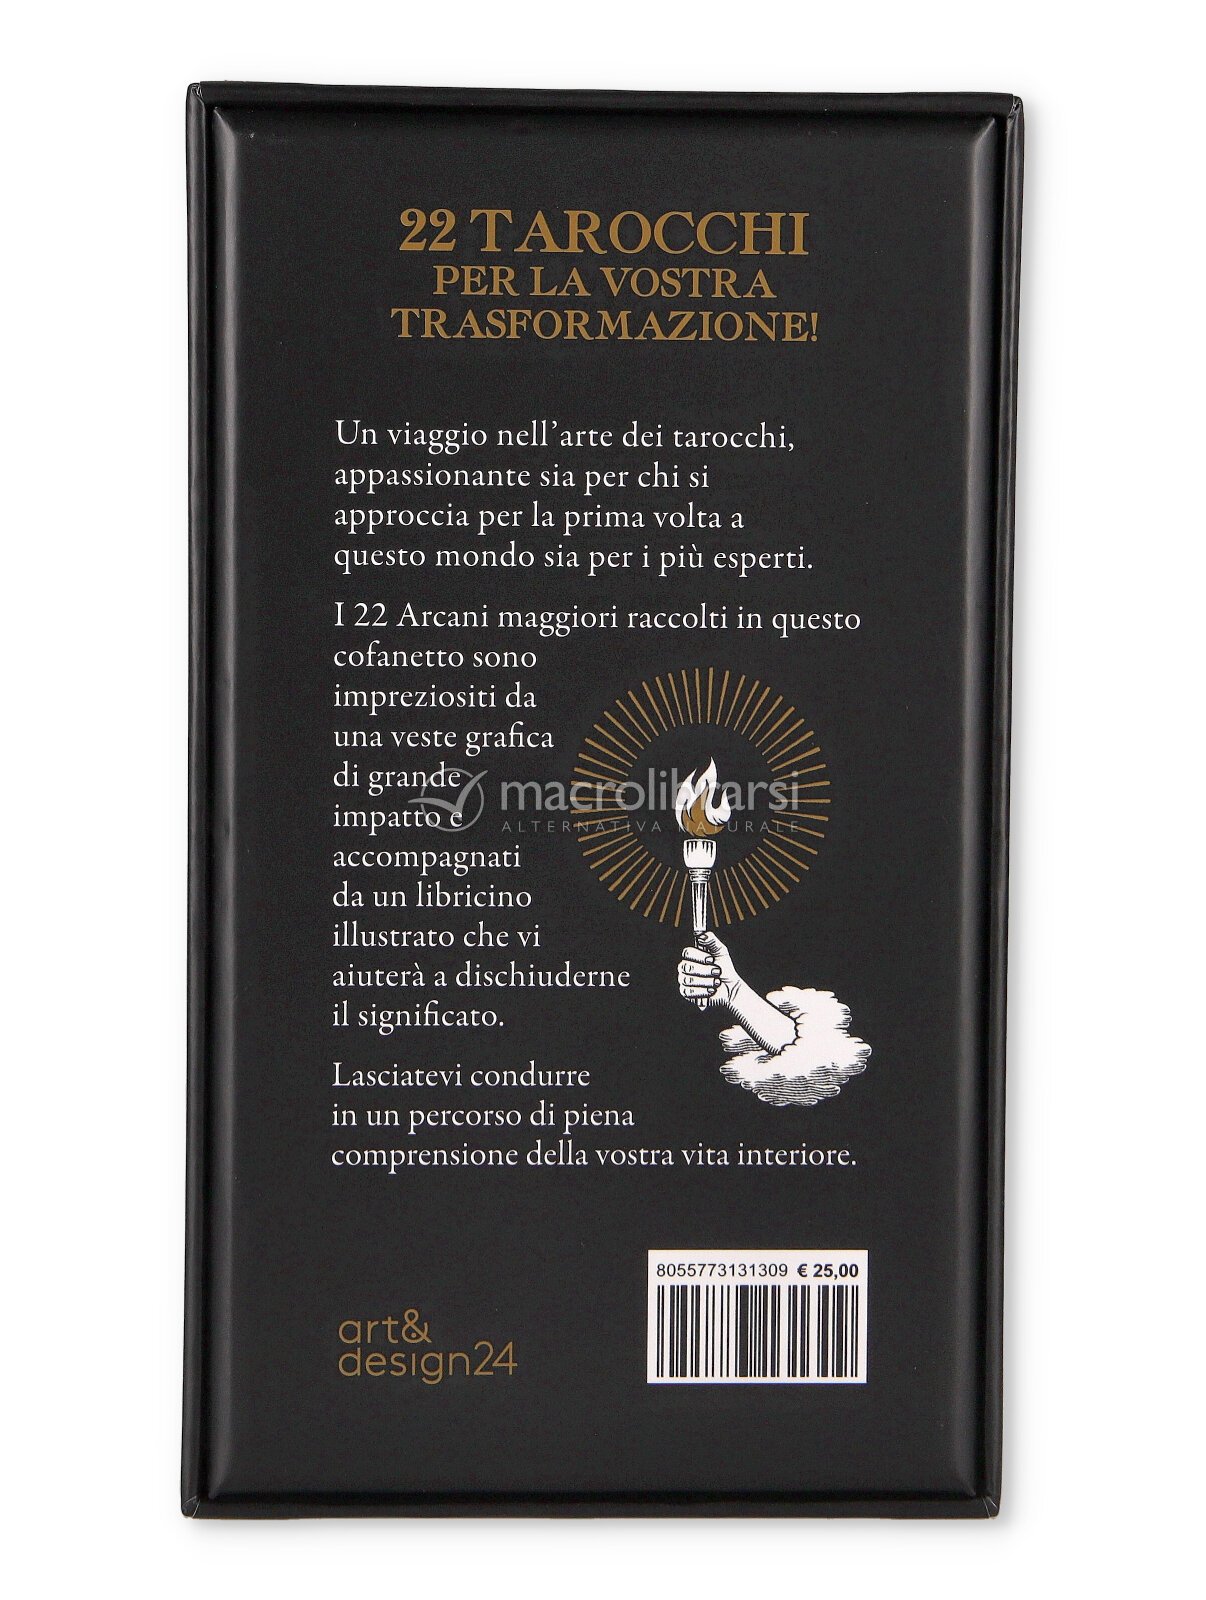 22 TAROCCHI
PER LA VOSTRA
TRASFORMAZIONE!
Un viaggio nell’arte dei tarocchi,
appassionante sia per chi si
approccia per la prima volta a
questo mondo sia per i più esperti.
I 22 Arcani maggiori raccolti in questo
cofanetto sono
impreziositi da
una veste grafica
di grande
impatto e
accompagnati
da un libricino
illustrato che vi
aiuterà a dischiuderne
il significato.
Lasciatevi condurre
in un percorso di piena
comprensione della vostra vita interiore.
macrolibrarsi
ALTERNATIVA NATURALE
8055773131309 € 25,00
art&
design24